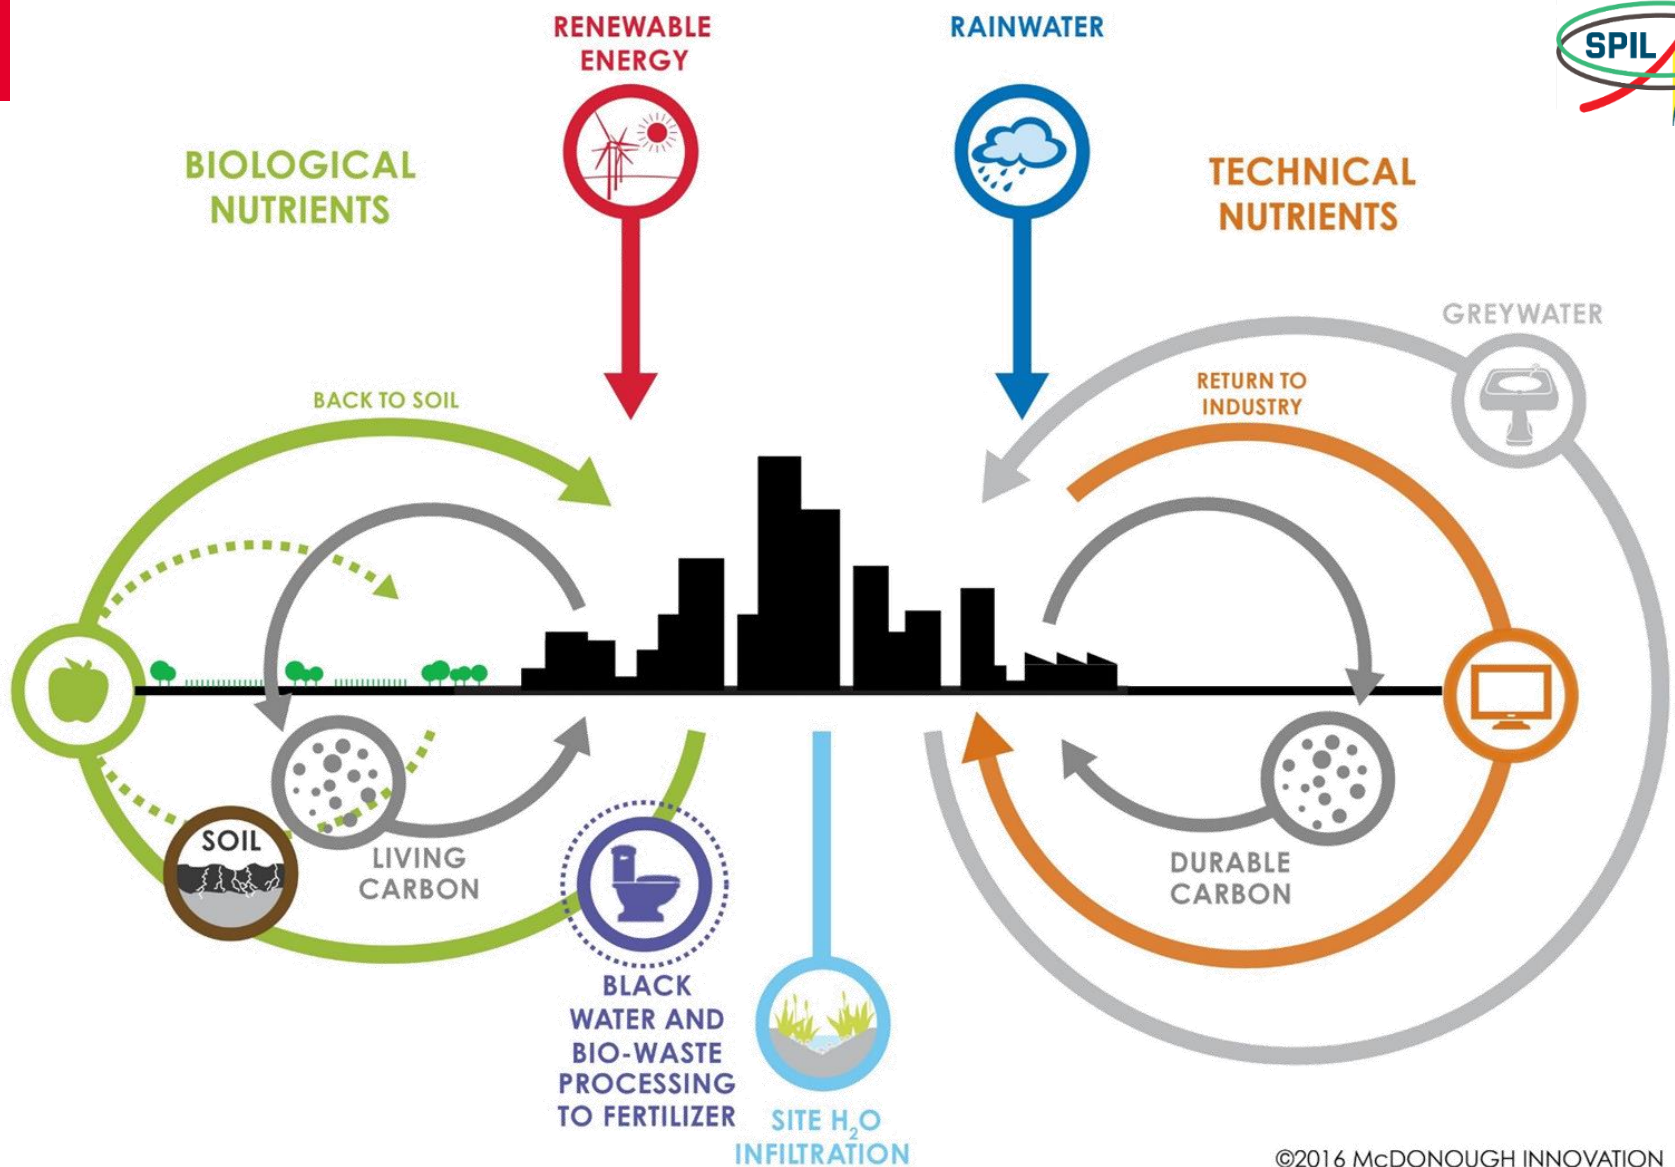 RENEWABLE
ENERGY
RAINWATER
SPIL
BIOLOGICAL
NUTRIENTS
TECHNICAL
NUTRIENTS
GREYWATER
BACK TO SOIL
RETURN TO
INDUSTRY
SOIL
LIVING
CARBON
DURABLE
CARBON
BLACK
WATER AND
BIO-WASTE
PROCESSING
TO FERTILIZER
SITE H₂O
INFILTRATION
©2016 McDONOUGH INNOVATION